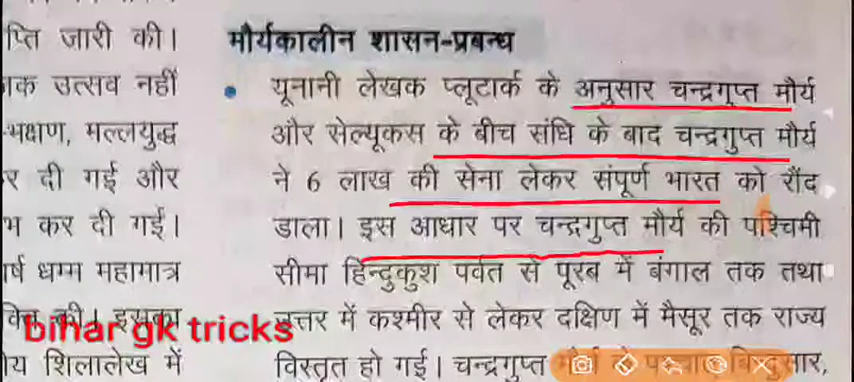 प्ति जारी की।
नक उत्सव नहीं
-भक्षण, मल्लयुद्ध
र दी गई और
भ कर दी गई।
ार्ष धम्म महामात्र
की। इसका
ीय शिलालेख में
bihar gk tricks
मौर्यकालीन शासन-प्रबन्ध
• यूनानी लेखक प्लूटार्क के अनुसार चन्द्रगुप्त मौर्य
और सेल्यूकस के बीच संधि के बाद चन्द्रगुप्त मौर्य
ने 6 लाख की सेना लेकर संपूर्ण भारत को रौंद
डाला। इस आधार पर चन्द्रगुप्त मौर्य की पश्चिमी
सीमा हिन्दुकुश पर्वत से पूरब में बंगाल तक तथा
उत्तर में कश्मीर से लेकर दक्षिण में मैसूर तक राज्य
विस्तृत हो गई। चन्द्रगुप्त